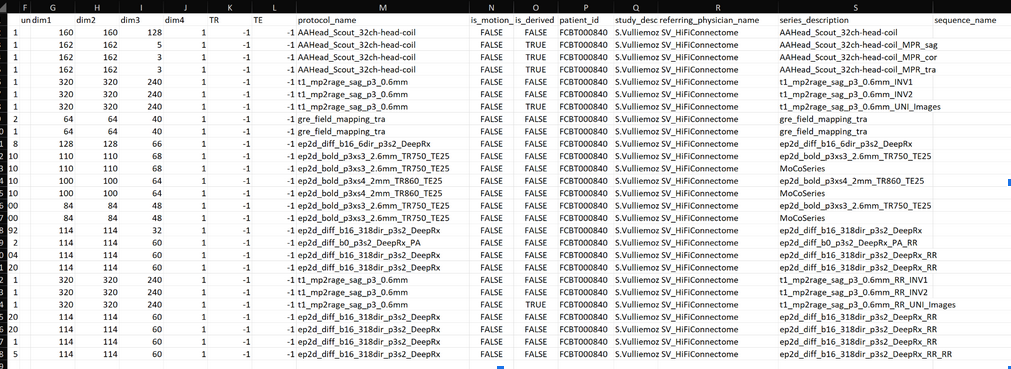 F G H I J K L M N O P Q R S
un dim1 dim2 dim3 dim4 TR TE protocol_name is_motion_ is_derived patient_id study_desc referring_physician_name series_description sequence_name
1 160 160 128 1 -1 -1 AAHead_Scout_32ch-head-coil FALSE FALSE FCBT000840 S.Vulliemoz SV_HiFiConnectome AAHead_Scout_32ch-head-coil
1 162 162 5 1 -1 -1 AAHead_Scout_32ch-head-coil FALSE TRUE FCBT000840 S.Vulliemoz SV_HiFiConnectome AAHead_Scout_32ch-head-coil_MPR_sag
1 162 162 3 1 -1 -1 AAHead_Scout_32ch-head-coil FALSE TRUE FCBT000840 S.Vulliemoz SV_HiFiConnectome AAHead_Scout_32ch-head-coil_MPR_cor
1 162 162 3 1 -1 -1 AAHead_Scout_32ch-head-coil FALSE TRUE FCBT000840 S.Vulliemoz SV_HiFiConnectome AAHead_Scout_32ch-head-coil_MPR_tra
1 320 320 240 1 -1 -1 t1_mp2rage_sag_p3_0.6mm FALSE FALSE FCBT000840 S.Vulliemoz SV_HiFiConnectome t1_mp2rage_sag_p3_0.6mm_INV1
1 320 320 240 1 -1 -1 t1_mp2rage_sag_p3_0.6mm FALSE FALSE FCBT000840 S.Vulliemoz SV_HiFiConnectome t1_mp2rage_sag_p3_0.6mm_INV2
1 320 320 240 1 -1 -1 t1_mp2rage_sag_p3_0.6mm FALSE TRUE FCBT000840 S.Vulliemoz SV_HiFiConnectome t1_mp2rage_sag_p3_0.6mm_UNI_Images
2 64 64 40 1 -1 -1 gre_field_mapping_tra FALSE FALSE FCBT000840 S.Vulliemoz SV_HiFiConnectome gre_field_mapping_tra
1 64 64 40 1 -1 -1 gre_field_mapping_tra FALSE FALSE FCBT000840 S.Vulliemoz SV_HiFiConnectome gre_field_mapping_tra
8 128 128 66 1 -1 -1 ep2d_diff_b16_6dir_p3s2_DeepRx FALSE FALSE FCBT000840 S.Vulliemoz SV_HiFiConnectome ep2d_diff_b16_6dir_p3s2_DeepRx
10 110 110 68 1 -1 -1 ep2d_bold_p3xs3_2.6mm_TR750_TE25 FALSE FALSE FCBT000840 S.Vulliemoz SV_HiFiConnectome ep2d_bold_p3xs3_2.6mm_TR750_TE25
10 110 110 68 1 -1 -1 ep2d_bold_p3xs3_2.6mm_TR750_TE25 FALSE FALSE FCBT000840 S.Vulliemoz SV_HiFiConnectome MoCoSeries
10 100 100 64 1 -1 -1 ep2d_bold_p3xs4_2mm_TR860_TE25 FALSE FALSE FCBT000840 S.Vulliemoz SV_HiFiConnectome ep2d_bold_p3xs4_2mm_TR860_TE25
10 100 100 64 1 -1 -1 ep2d_bold_p3xs4_2mm_TR860_TE25 FALSE FALSE FCBT000840 S.Vulliemoz SV_HiFiConnectome MoCoSeries
00 84 84 48 1 -1 -1 ep2d_bold_p3xs3_2.6mm_TR750_TE25 FALSE FALSE FCBT000840 S.Vulliemoz SV_HiFiConnectome ep2d_bold_p3xs3_2.6mm_TR750_TE25
00 84 84 48 1 -1 -1 ep2d_bold_p3xs3_2.6mm_TR750_TE25 FALSE FALSE FCBT000840 S.Vulliemoz SV_HiFiConnectome MoCoSeries
92 114 114 32 1 -1 -1 ep2d_diff_b16_318dir_p3s2_DeepRx FALSE FALSE FCBT000840 S.Vulliemoz SV_HiFiConnectome ep2d_diff_b16_318dir_p3s2_DeepRx
2 114 114 60 1 -1 -1 ep2d_diff_b0_p3s2_DeepRx_PA FALSE FALSE FCBT000840 S.Vulliemoz SV_HiFiConnectome ep2d_diff_b0_p3s2_DeepRx_PA_RR
04 114 114 60 1 -1 -1 ep2d_diff_b16_318dir_p3s2_DeepRx FALSE FALSE FCBT000840 S.Vulliemoz SV_HiFiConnectome ep2d_diff_b16_318dir_p3s2_DeepRx_RR
20 114 114 60 1 -1 -1 ep2d_diff_b16_318dir_p3s2_DeepRx FALSE FALSE FCBT000840 S.Vulliemoz SV_HiFiConnectome ep2d_diff_b16_318dir_p3s2_DeepRx_RR
1 320 320 240 1 -1 -1 t1_mp2rage_sag_p3_0.6mm FALSE FALSE FCBT000840 S.Vulliemoz SV_HiFiConnectome t1_mp2rage_sag_p3_0.6mm_RR_INV1
1 320 320 240 1 -1 -1 t1_mp2rage_sag_p3_0.6mm FALSE FALSE FCBT000840 S.Vulliemoz SV_HiFiConnectome t1_mp2rage_sag_p3_0.6mm_RR_INV2
1 320 320 240 1 -1 -1 t1_mp2rage_sag_p3_0.6mm FALSE TRUE FCBT000840 S.Vulliemoz SV_HiFiConnectome t1_mp2rage_sag_p3_0.6mm_RR_UNI_Images
20 114 114 60 1 -1 -1 ep2d_diff_b16_318dir_p3s2_DeepRx FALSE FALSE FCBT000840 S.Vulliemoz SV_HiFiConnectome ep2d_diff_b16_318dir_p3s2_DeepRx_RR
20 114 114 60 1 -1 -1 ep2d_diff_b16_318dir_p3s2_DeepRx FALSE FALSE FCBT000840 S.Vulliemoz SV_HiFiConnectome ep2d_diff_b16_318dir_p3s2_DeepRx_RR
1 114 114 60 1 -1 -1 ep2d_diff_b16_318dir_p3s2_DeepRx FALSE FALSE FCBT000840 S.Vulliemoz SV_HiFiConnectome ep2d_diff_b16_318dir_p3s2_DeepRx_RR
5 114 114 60 1 -1 -1 ep2d_diff_b16_318dir_p3s2_DeepRx FALSE FALSE FCBT000840 S.Vulliemoz SV_HiFiConnectome ep2d_diff_b16_318dir_p3s2_DeepRx_RR_RR